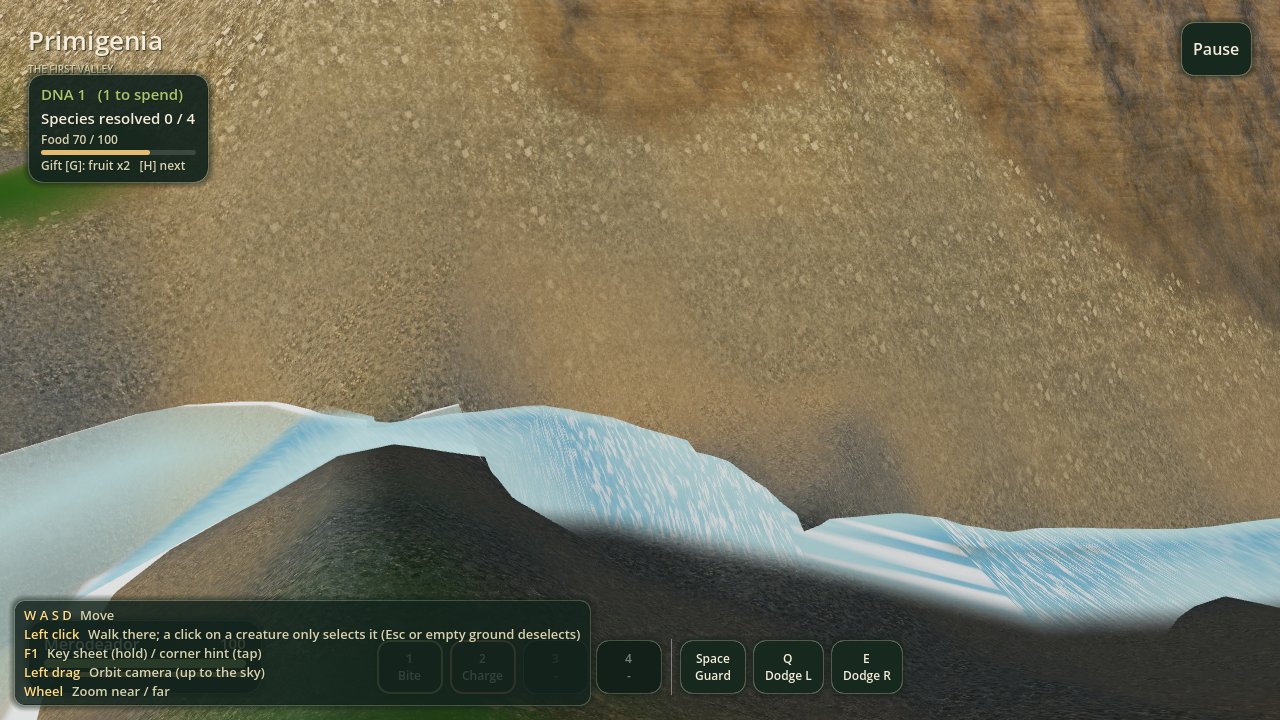 Primigenia
THE FIRST VALLEY
DNA 1 (1 to spend)
Species resolved 0 / 4
Food 70 / 100
Gift [G]: fruit x2 [H] next
Pause
W A S D Move
Left click Walk there; a click on a creature only selects it (Esc or empty ground deselects)
F1 Key sheet (hold) / corner hint (tap)
Left drag Orbit camera (up to the sky)
Wheel Zoom near / far
1
Bite
2
Charge
3
-
4
-
Space
Guard
Q
Dodge L
E
Dodge R